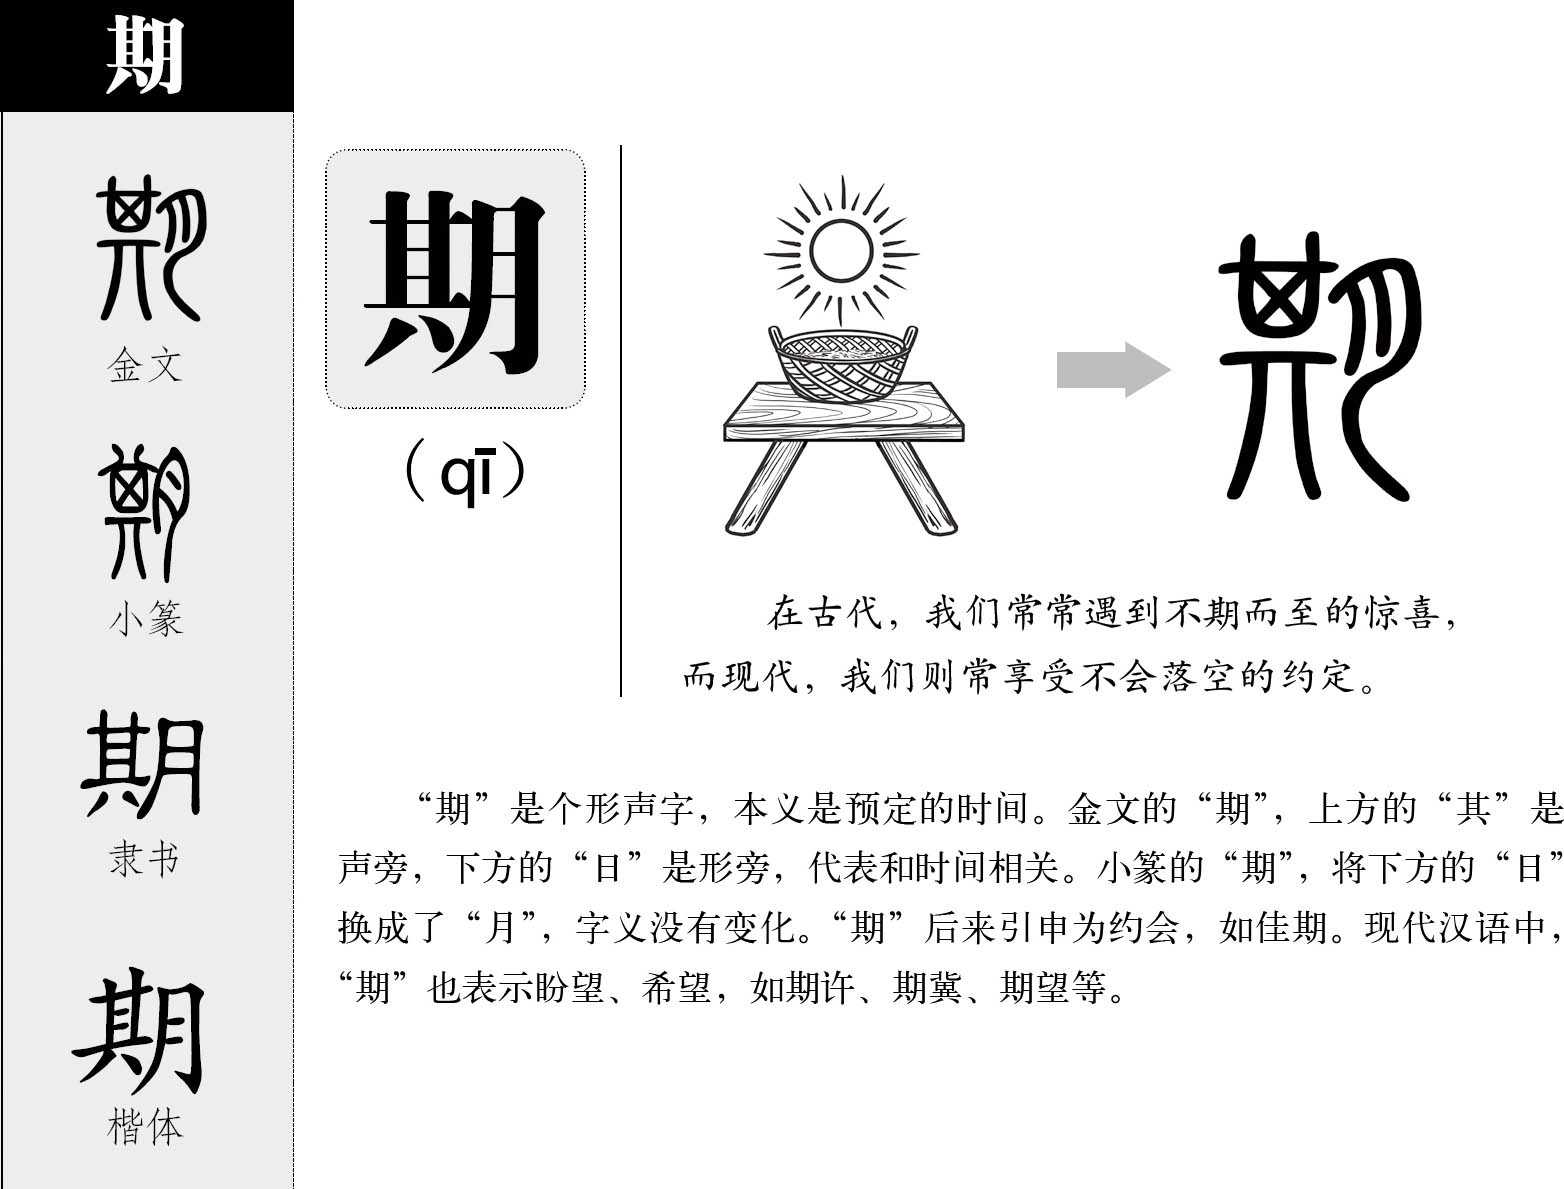 期
金文
小篆
隶书
楷体
期
（qī）
在古代，我们常常遇到不期而至的惊喜，
而现代，我们则常享受不会落空的约定。
“期”是个形声字，本义是预定的时间。金文的“期”，上方的“其”是
声旁，下方的“日”是形旁，代表和时间相关。小篆的“期”，将下方的“日”
换成了“月”，字义没有变化。“期”后来引申为约会，如佳期。现代汉语中，
“期”也表示盼望、希望，如期许、期冀、期望等。